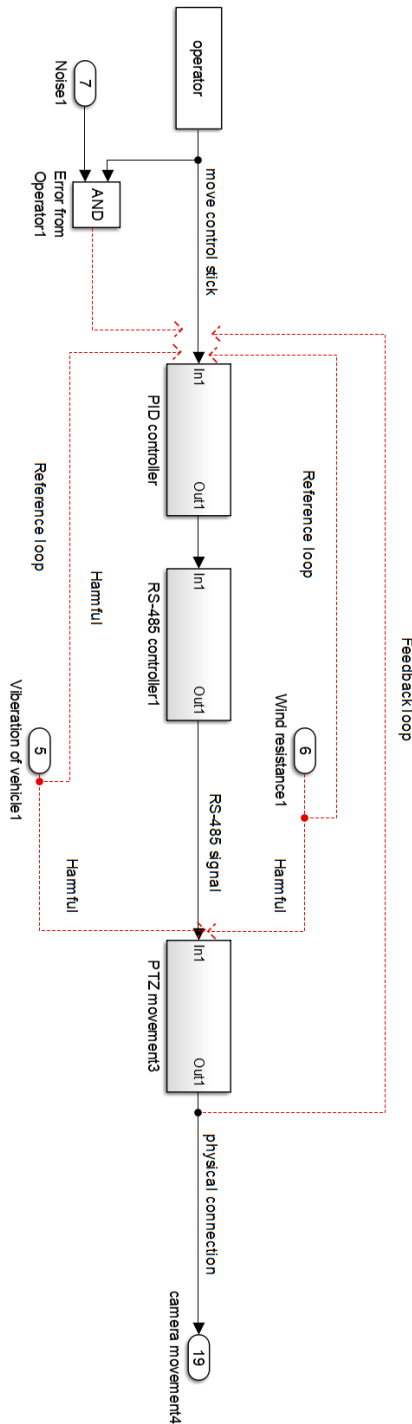 operator
move control stick
7
Noise1
AND
Error from
Operator1
In1
PID controller
Out1
In1
RS-485 controller1
Out1
RS-485 signal
In1
PTZ movement3
Out1
physical connection
19
camera movement4
Feedback loop
Reference loop
6
Wind resistance1
Harmful
Reference loop
Harmful
5
Viberation of vehicle1
Harmful